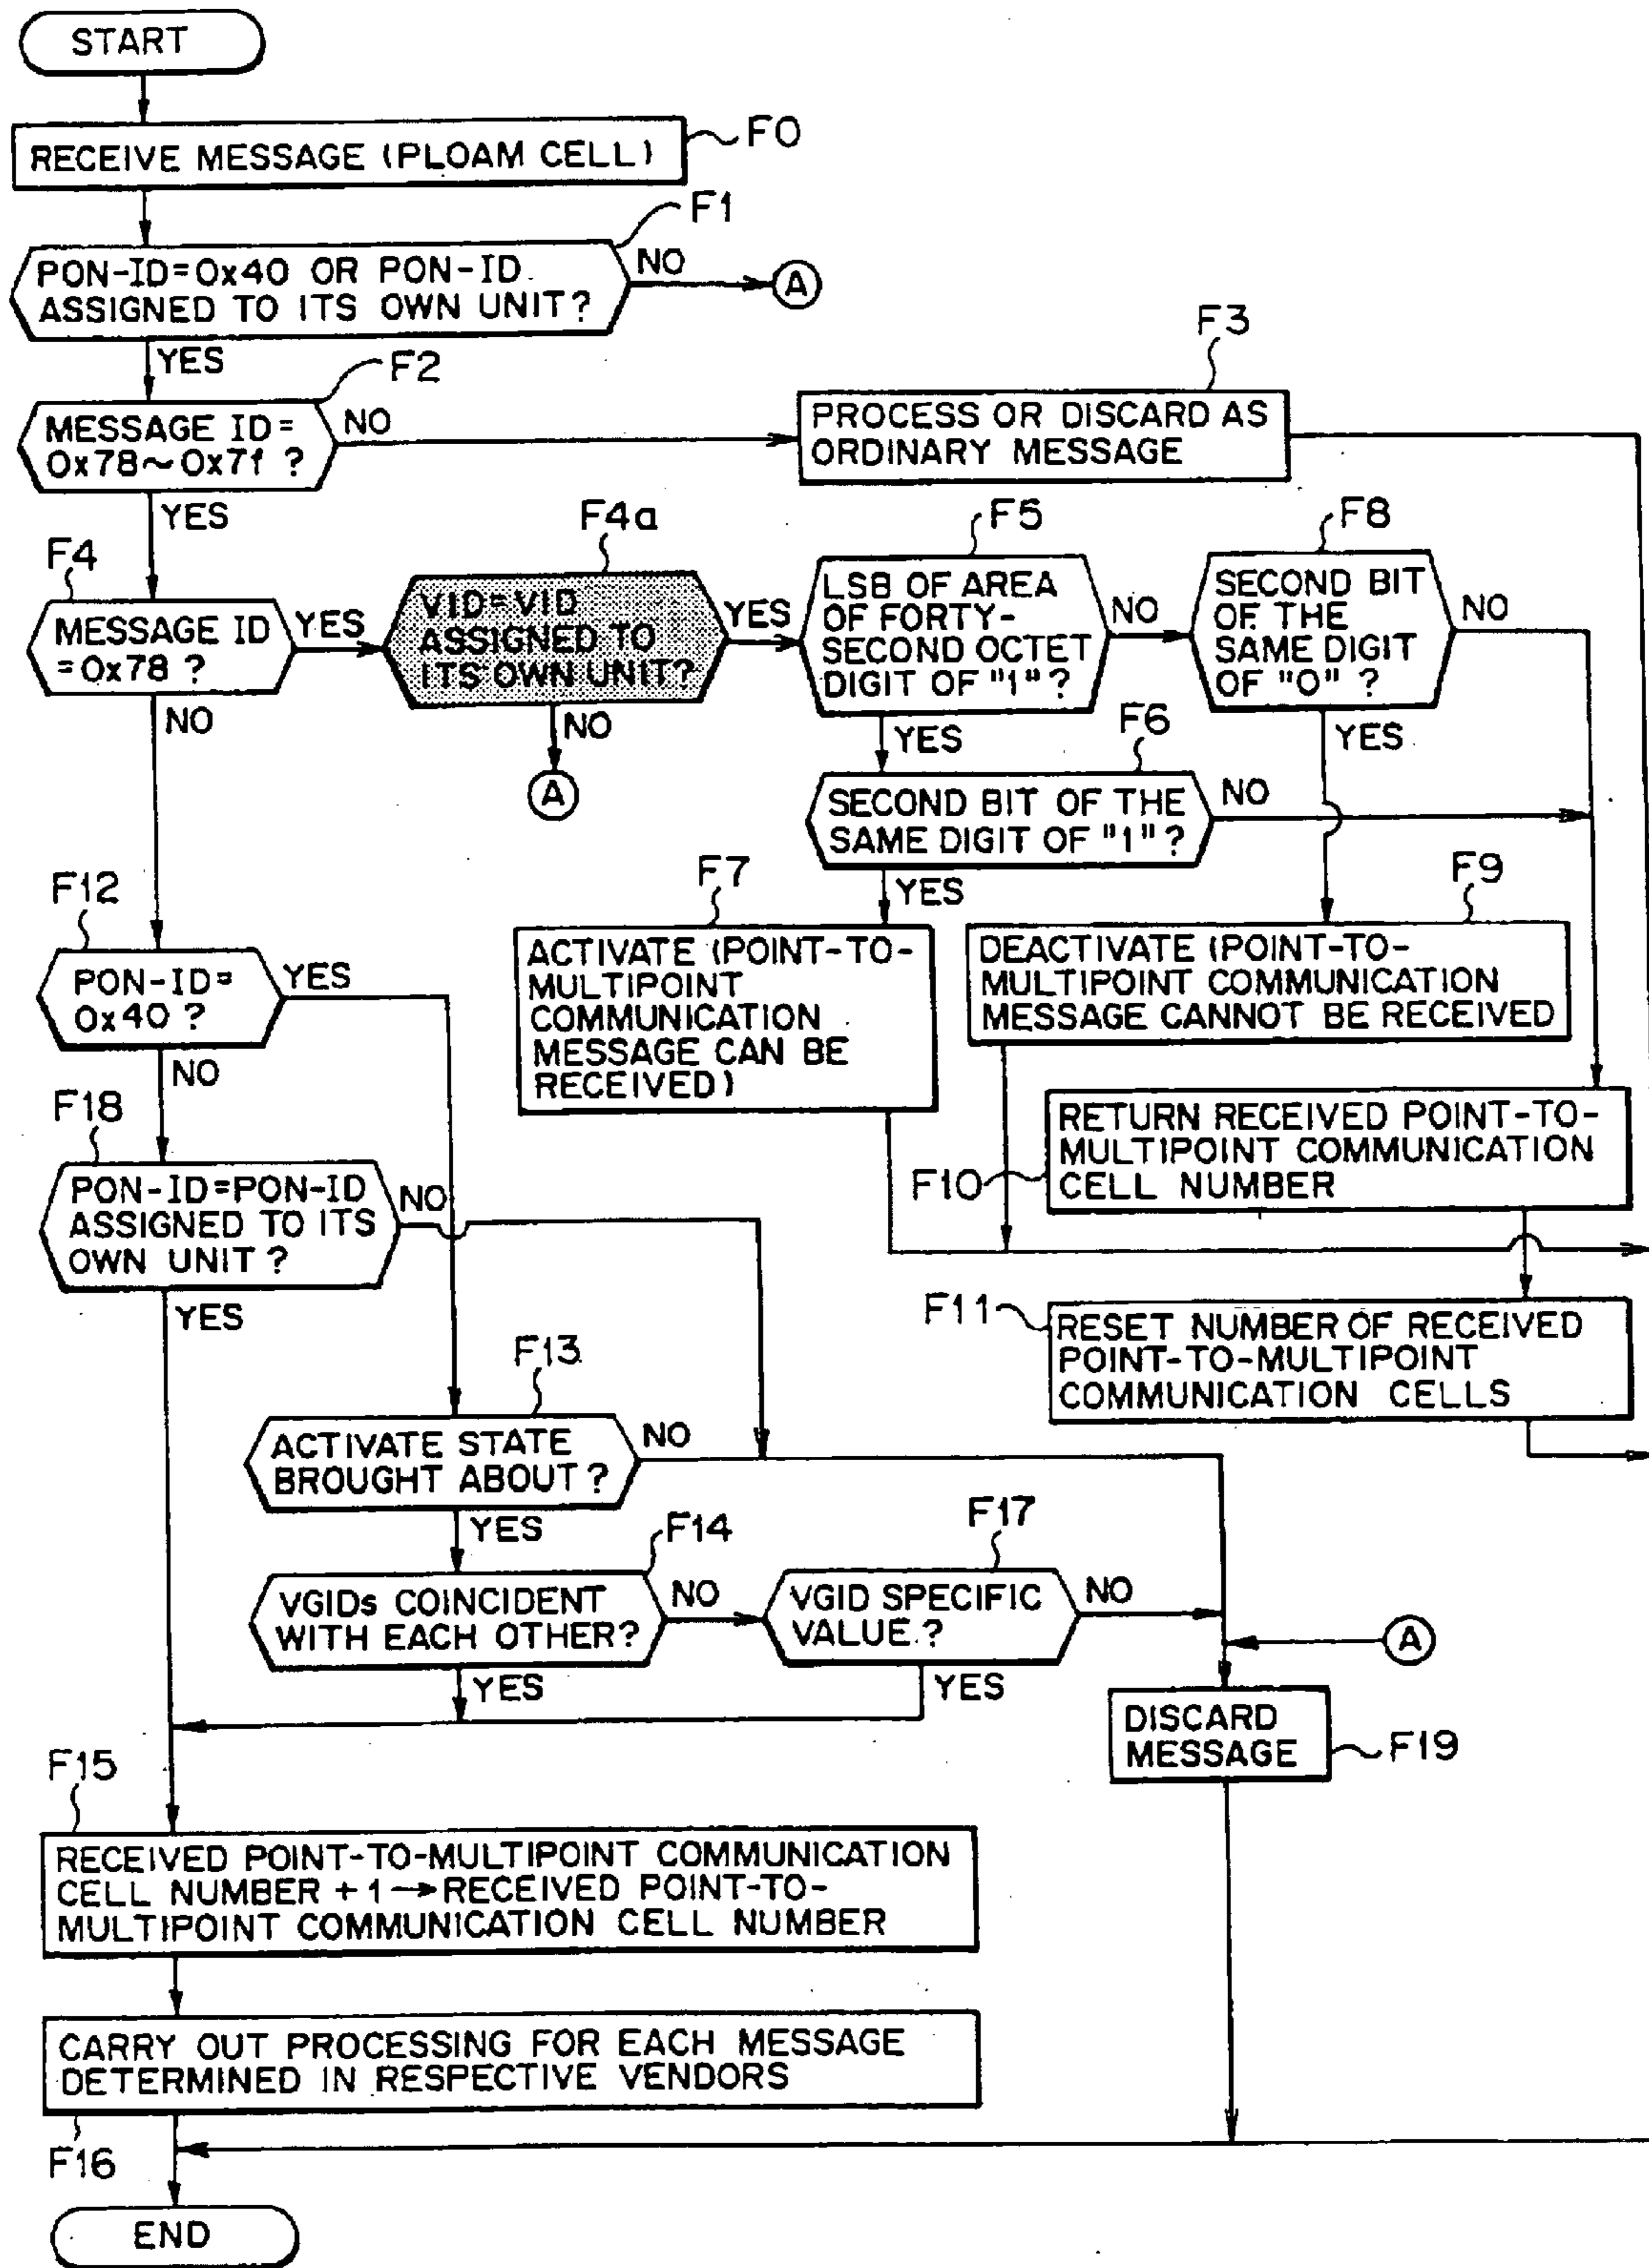 START
RECEIVE MESSAGE (PLOAM CELL)
F0
F1
PON-ID=0x40 OR PON-ID
ASSIGNED TO ITS OWN UNIT?
NO
A
YES
F2
MESSAGE ID=
0x78~0x7f ?
NO
F3
PROCESS OR DISCARD AS
ORDINARY MESSAGE
YES
F4
MESSAGE ID
=0x78 ?
YES
NO
F4a
VID=VID
ASSIGNED TO
ITS OWN UNIT?
YES
NO
A
F5
LSB OF AREA
OF FORTY-
SECOND OCTET
DIGIT OF "1" ?
NO
YES
F8
SECOND BIT
OF THE
SAME DIGIT
OF "0" ?
NO
YES
F6
SECOND BIT OF THE
SAME DIGIT OF "1" ?
NO
YES
F7
ACTIVATE (POINT-TO-
MULTIPOINT
COMMUNICATION
MESSAGE CAN BE
RECEIVED)
F9
DEACTIVATE (POINT-TO-
MULTIPOINT COMMUNICATION
MESSAGE CANNOT BE RECEIVED
F12
PON-ID=
0x40 ?
YES
NO
F10
RETURN RECEIVED POINT-TO-
MULTIPOINT COMMUNICATION
CELL NUMBER
F18
PON-ID=PON-ID
ASSIGNED TO ITS
OWN UNIT ?
NO
YES
F11
RESET NUMBER OF RECEIVED
POINT-TO-MULTIPOINT
COMMUNICATION CELLS
F13
ACTIVATE STATE
BROUGHT ABOUT ?
NO
YES
F14
VGIDs COINCIDENT
WITH EACH OTHER?
NO
YES
F17
VGID SPECIFIC
VALUE ?
NO
YES
A
DISCARD
MESSAGE
F19
F15
RECEIVED POINT-TO-MULTIPOINT COMMUNICATION
CELL NUMBER +1→RECEIVED POINT-TO-
MULTIPOINT COMMUNICATION CELL NUMBER
CARRY OUT PROCESSING FOR EACH MESSAGE
DETERMINED IN RESPECTIVE VENDORS
F16
END